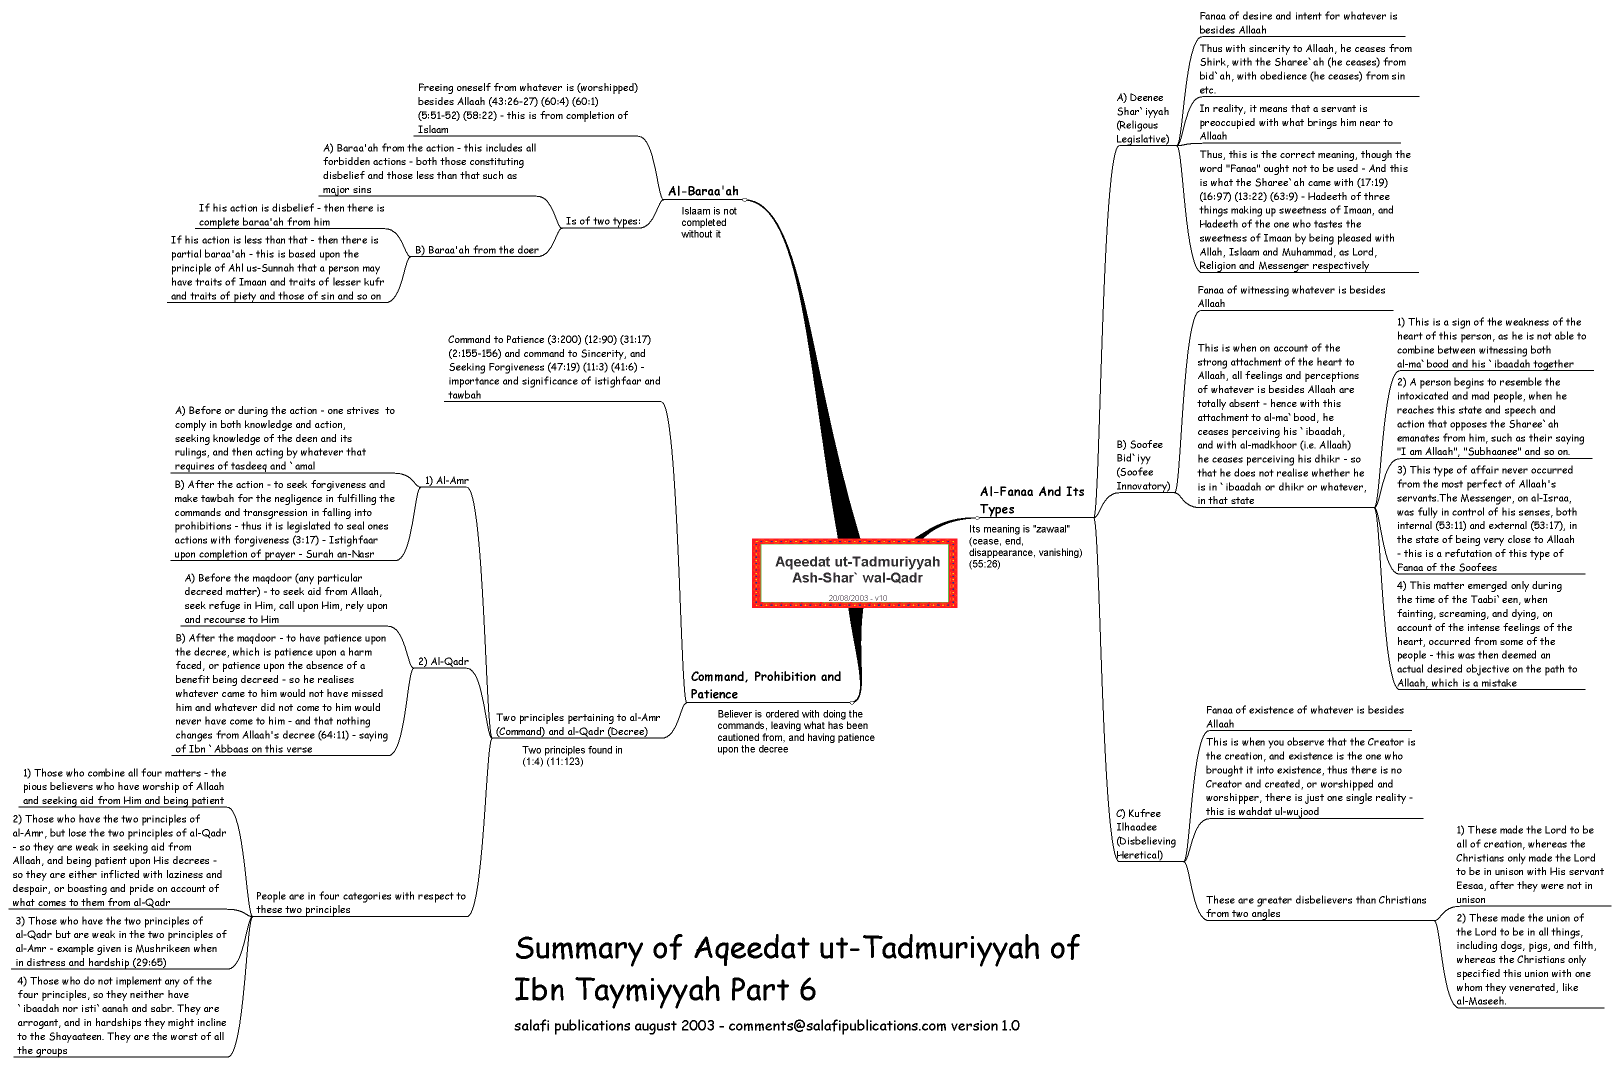 Freeing oneself from whatever is (worshipped)
besides Allaah (43:26-27) (60:4) (60:1)
(5:51-52) (58:22) - this is from completion of
Islaam
A) Baraa'ah from the action - this includes all
forbidden actions - both those constituting
disbelief and those less than that such as
major sins
If his action is disbelief - then there is
complete baraa'ah from him
If his action is less than that - then there is
partial baraa'ah - this is based upon the
principle of Ahl us-Sunnah that a person may
have traits of Imaan and traits of lesser kufr
and traits of piety and those of sin and so on
B) Baraa'ah from the doer
Is of two types:
Al-Baraa'ah
Islaam is not
completed
without it
Command to Patience (3:200) (12:90) (31:17)
(2:155-156) and command to Sincerity, and
Seeking Forgiveness (47:19) (11:3) (41:6) -
importance and significance of istighfaar and
tawbah
A) Before or during the action - one strives to
comply in both knowledge and action,
seeking knowledge of the deen and its
rulings, and then acting by whatever that
requires of tasdeeq and `amal
B) After the action - to seek forgiveness and
make tawbah for the negligence in fulfilling the
commands and transgression in falling into
prohibitions - thus it is legislated to seal ones
actions with forgiveness (3:17) - Istighfaar
upon completion of prayer - Surah an-Nasr
1) Al-Amr
A) Before the maqdoor (any particular
decreed matter) - to seek aid from Allaah,
seek refuge in Him, call upon Him, rely upon
and recourse to Him
B) After the maqdoor - to have patience upon
the decree, which is patience upon a harm
faced, or patience upon the absence of a
benefit being decreed - so he realises
whatever came to him would not have missed
him and whatever did not come to him would
never have come to him - and that nothing
changes from Allaah's decree (64:11) - saying
of Ibn `Abbaas on this verse
2) Al-Qadr
Two principles pertaining to al-Amr
(Command) and al-Qadr (Decree)
Two principles found in
(1:4) (11:123)
1) Those who combine all four matters - the
pious believers who have worship of Allaah
and seeking aid from Him and being patient
2) Those who have the two principles of
al-Amr, but lose the two principles of al-Qadr
- so they are weak in seeking aid from
Allaah, and being patient upon His decrees -
so they are either inflicted with laziness and
despair, or boasting and pride on account of
what comes to them from al-Qadr
3) Those who have the two principles of
al-Qadr but are weak in the two principles of
al-Amr - example given is Mushrikeen when
in distress and hardship (29:65)
4) Those who do not implement any of the
four principles, so they neither have
`ibaadah nor isti`aanah and sabr. They are
arrogant, and in hardships they might incline
to the Shayaateen. They are the worst of all
the groups
People are in four categories with respect to
these two principles
Command, Prohibition and
Patience
Believer is ordered with doing the
commands, leaving what has been
cautioned from, and having patience
upon the decree
Aqeedat ut-Tadmuriyyah
Ash-Shar` wal-Qadr
20/08/2003 - v10
Al-Fanaa And Its
Types
Its meaning is "zawaal"
(cease, end,
disappearance, vanishing)
(55:26)
A) Deenee
Shar`iyyah
(Religous
Legislative)
Fanaa of desire and intent for whatever is
besides Allaah
Thus with sincerity to Allaah, he ceases from
Shirk, with the Sharee`ah (he ceases) from
bid`ah, with obedience (he ceases) from sin
etc.
In reality, it means that a servant is
preoccupied with what brings him near to
Allaah
Thus, this is the correct meaning, though the
word "Fanaa" ought not to be used - And this
is what the Sharee`ah came with (17:19)
(16:97) (13:22) (63:9) - Hadeeth of three
things making up sweetness of Imaan, and
Hadeeth of the one who tastes the
sweetness of Imaan by being pleased with
Allah, Islaam and Muhammad, as Lord,
Religion and Messenger respectively
B) Soofee
Bid`iyy
(Soofee
Innovatory)
Fanaa of witnessing whatever is besides
Allaah
This is when on account of the
strong attachment of the heart to
Allaah, all feelings and perceptions
of whatever is besides Allaah are
totally absent - hence with this
attachment to al-ma`bood, he
ceases perceiving his `ibaadah,
and with al-madkhoor (i.e. Allaah)
he ceases perceiving his dhikr - so
that he does not realise whether he
is in `ibaadah or dhikr or whatever,
in that state
1) This is a sign of the weakness of the
heart of this person, as he is not able to
combine between witnessing both
al-ma`bood and his `ibaadah together
2) A person begins to resemble the
intoxicated and mad people, when he
reaches this state and speech and
action that opposes the Sharee`ah
emanates from him, such as their saying
"I am Allaah", "Subhaanee" and so on.
3) This type of affair never occurred
from the most perfect of Allaah's
servants.The Messenger, on al-Israa,
was fully in control of his senses, both
internal (53:11) and external (53:17), in
the state of being very close to Allaah
- this is a refutation of this type of
Fanaa of the Soofees
4) This matter emerged only during
the time of the Taabi`een, when
fainting, screaming, and dying, on
account of the intense feelings of the
heart, occurred from some of the
people - this was then deemed an
actual desired objective on the path to
Allaah, which is a mistake
C) Kufree
Ilhaadee
(Disbelieving
Heretical)
Fanaa of existence of whatever is besides
Allaah
This is when you observe that the Creator is
the creation, and existence is the one who
brought it into existence, thus there is no
Creator and created, or worshipped and
worshipper, there is just one single reality -
this is wahdat ul-wujood
These are greater disbelievers than Christians
from two angles
1) These made the Lord to be
all of creation, whereas the
Christians only made the Lord
to be in unison with His servant
Eesaa, after they were not in
unison
2) These made the union of
the Lord to be in all things,
including dogs, pigs, and filth,
whereas the Christians only
specified this union with one
whom they venerated, like
al-Maseeh.
Summary of Aqeedat ut-Tadmuriyyah of
Ibn Taymiyyah Part 6
salafi publications august 2003 - comments@salafipublications.com version 1.0